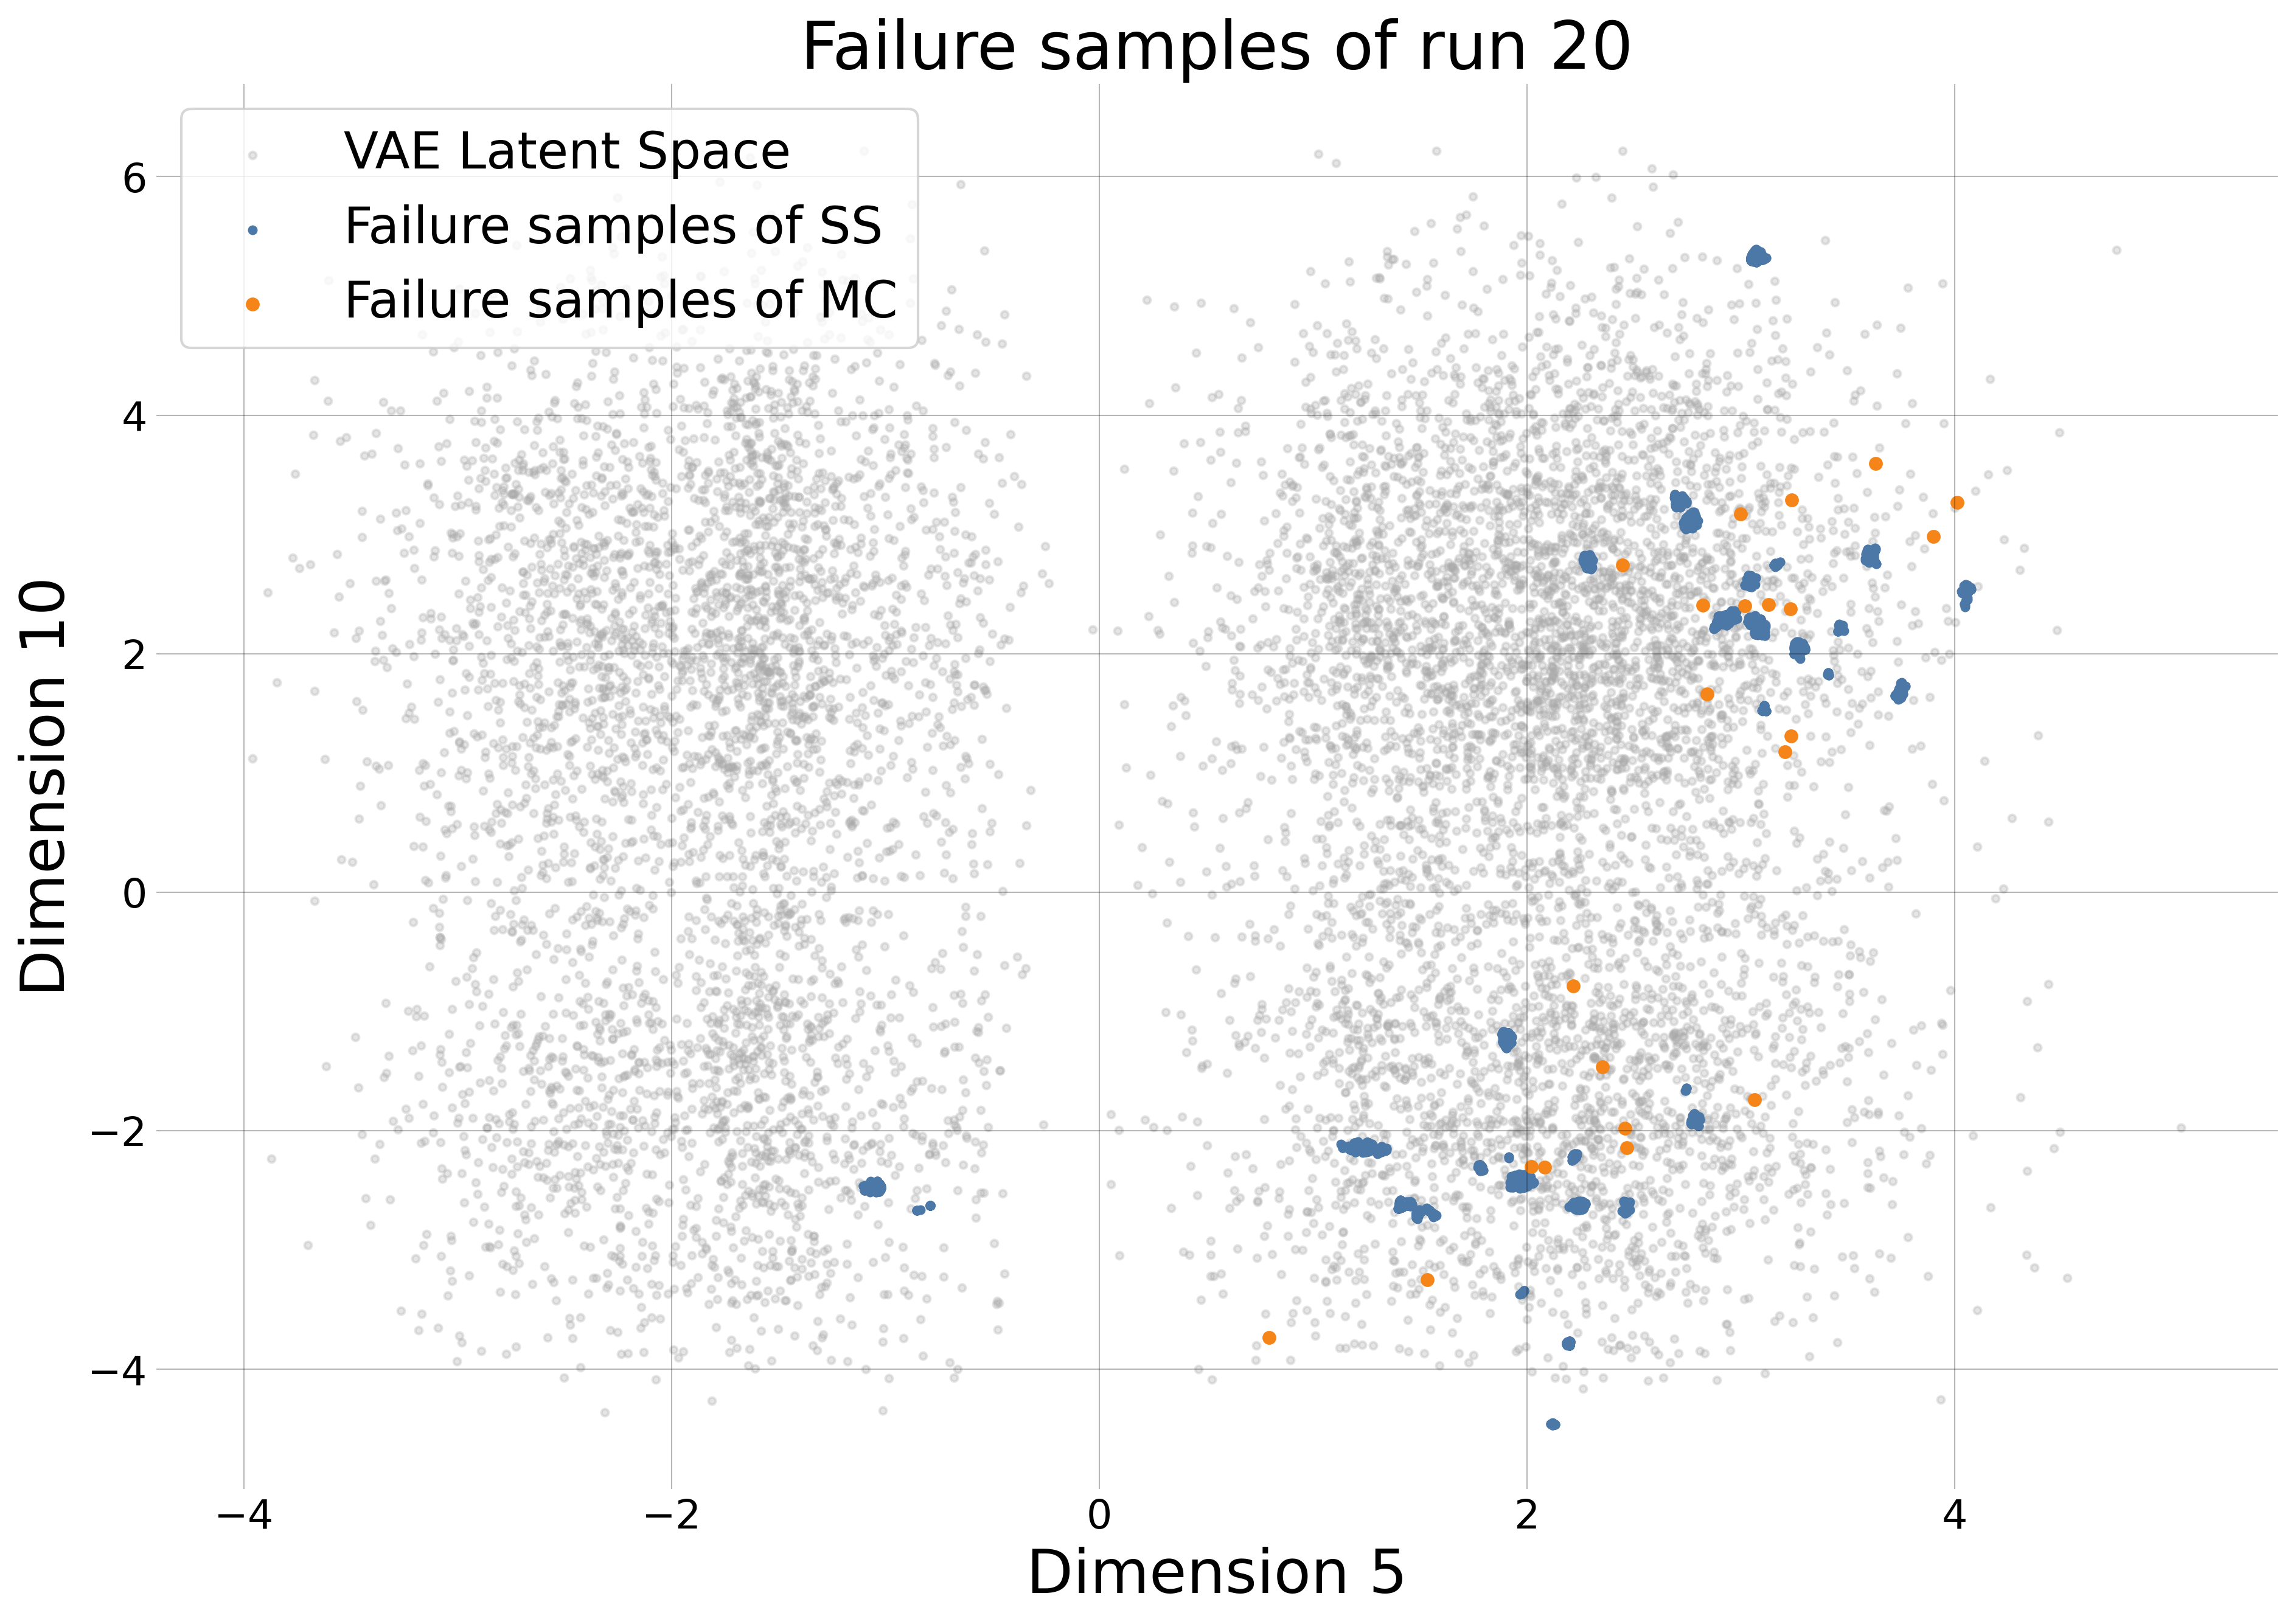 Failure samples of run 20
VAE Latent Space
Failure samples of SS
Failure samples of MC
6
4
2
0
−2
−4
Dimension 10
−4
−2
0
2
4
Dimension 5